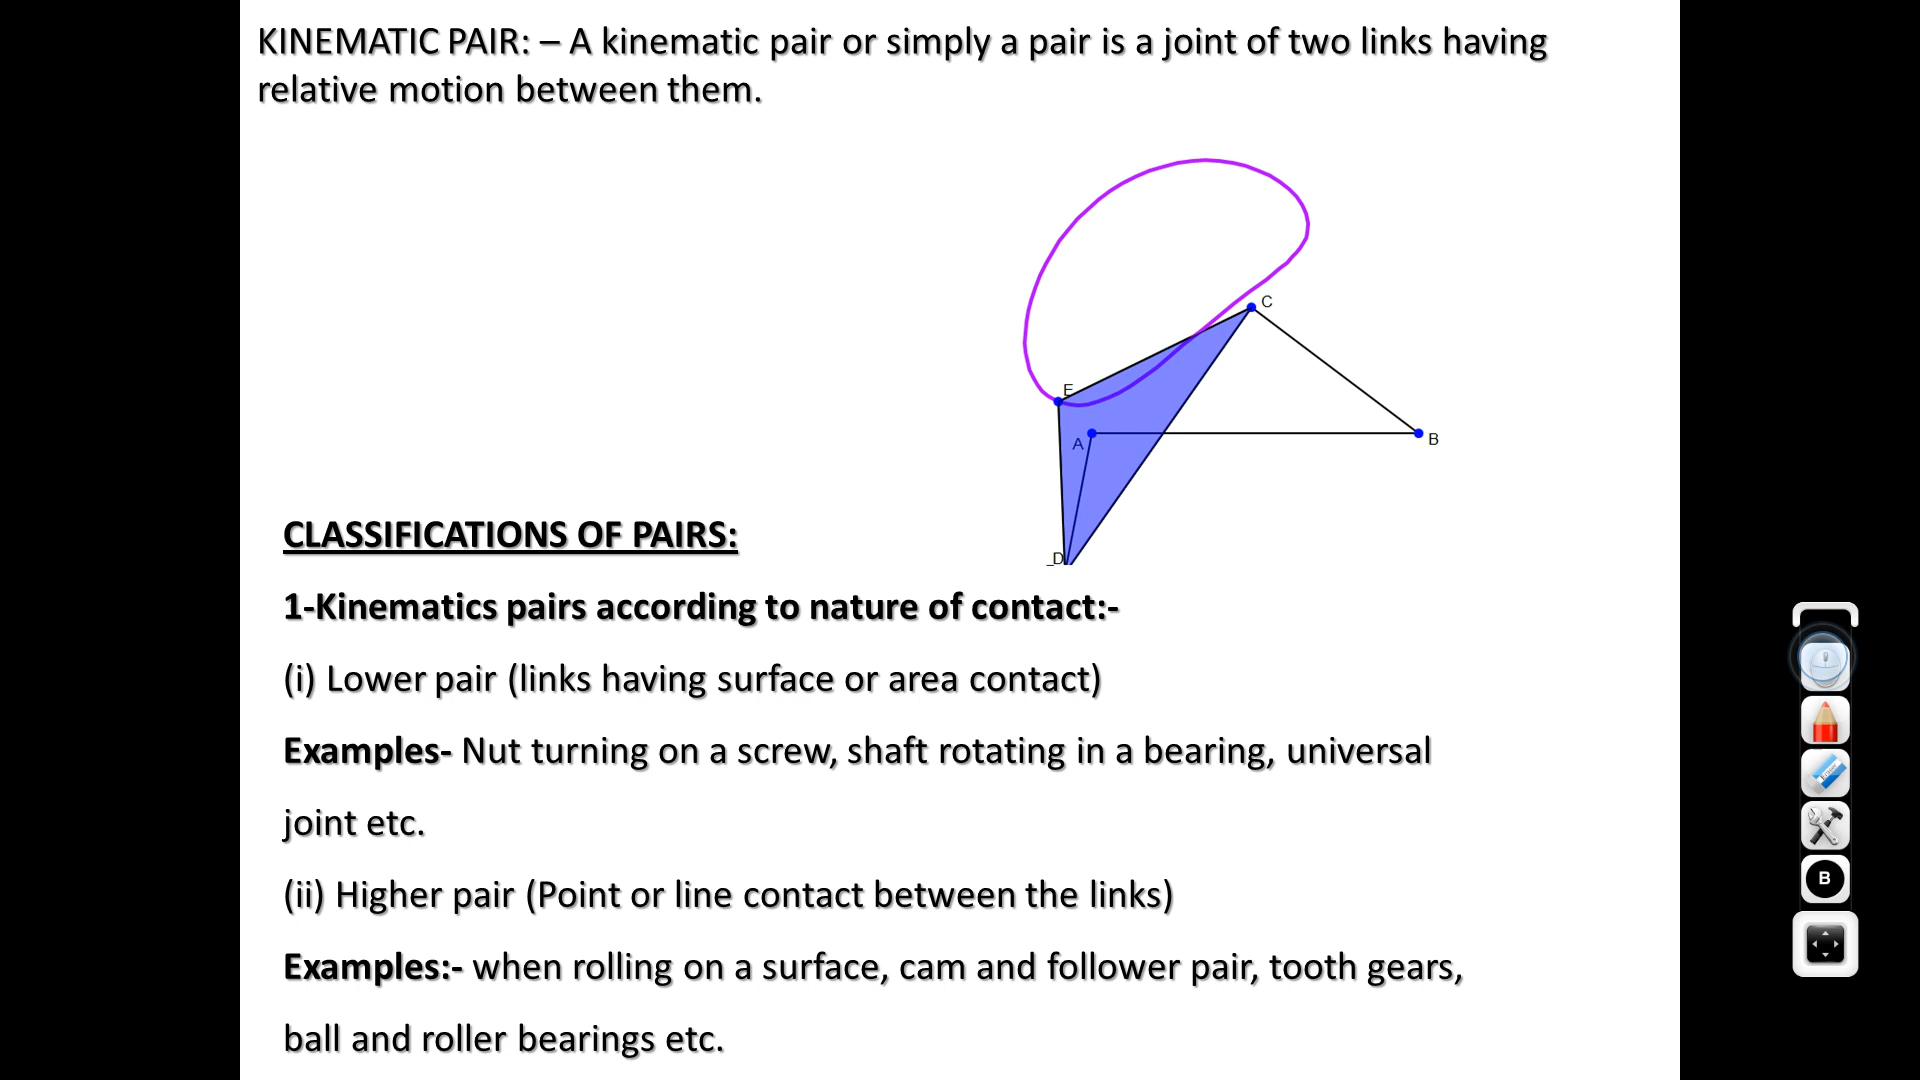 KINEMATIC PAIR: – A kinematic pair or simply a pair is a joint of two links having
relative motion between them.
C
E
A
B
_D
CLASSIFICATIONS OF PAIRS:
1-Kinematics pairs according to nature of contact:-
(i) Lower pair (links having surface or area contact)
Examples- Nut turning on a screw, shaft rotating in a bearing, universal
joint etc.
(ii) Higher pair (Point or line contact between the links)
Examples:- when rolling on a surface, cam and follower pair, tooth gears,
ball and roller bearings etc.
B